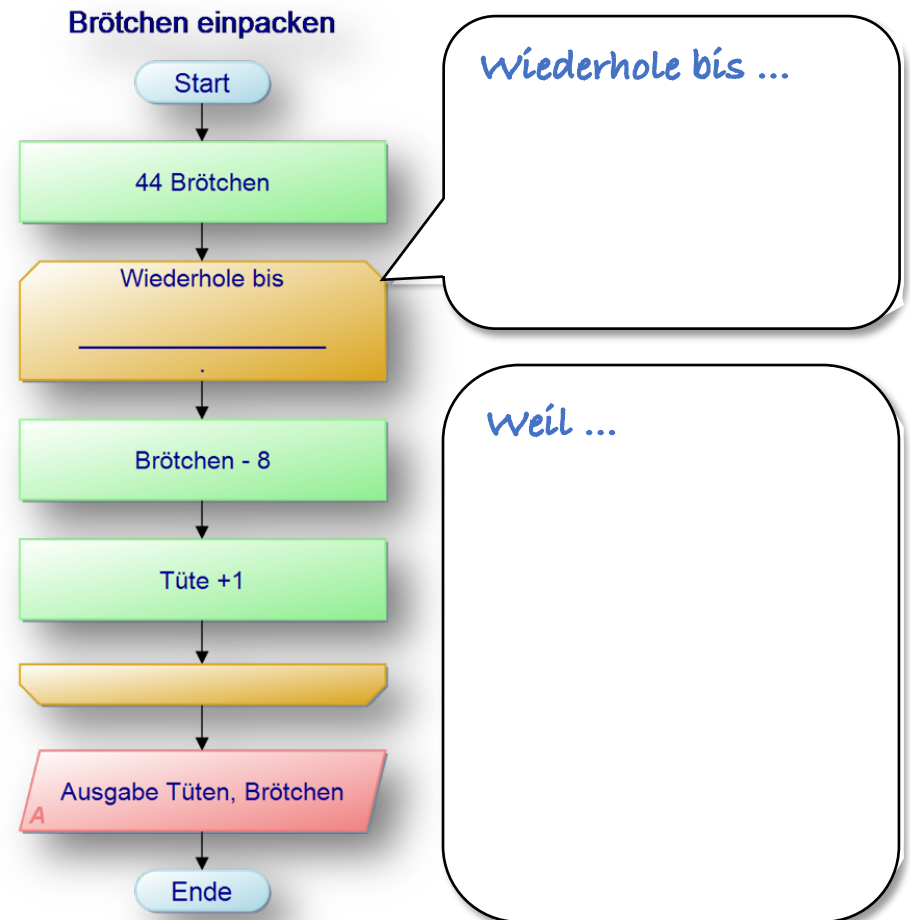 Brötchen einpacken
Start
44 Brötchen
Wiederhole bis
.
Brötchen - 8
Tüte +1
Ausgabe Tüten, Brötchen
A
Ende
Wiederhole bis ...
Weil ...